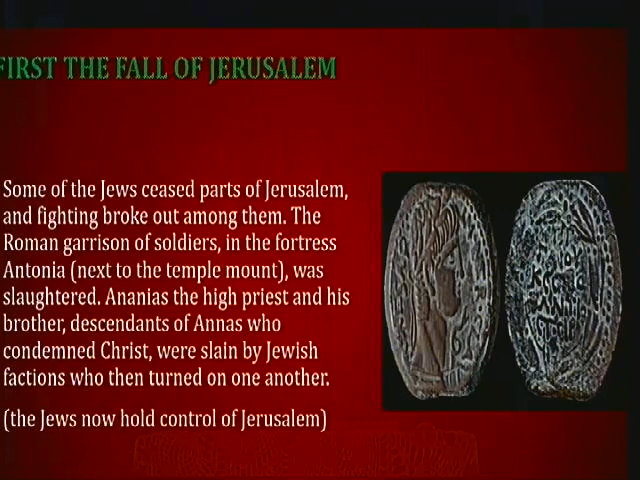 FIRST THE FALL OF JERUSALEM
Some of the Jews ceased parts of Jerusalem,
and fighting broke out among them. The
Roman garrison of soldiers, in the fortress
Antonia (next to the temple mount), was
slaughtered. Ananias the high priest and his
brother, descendants of Annas who
condemned Christ, were slain by Jewish
factions who then turned on one another.
(the Jews now hold control of Jerusalem)